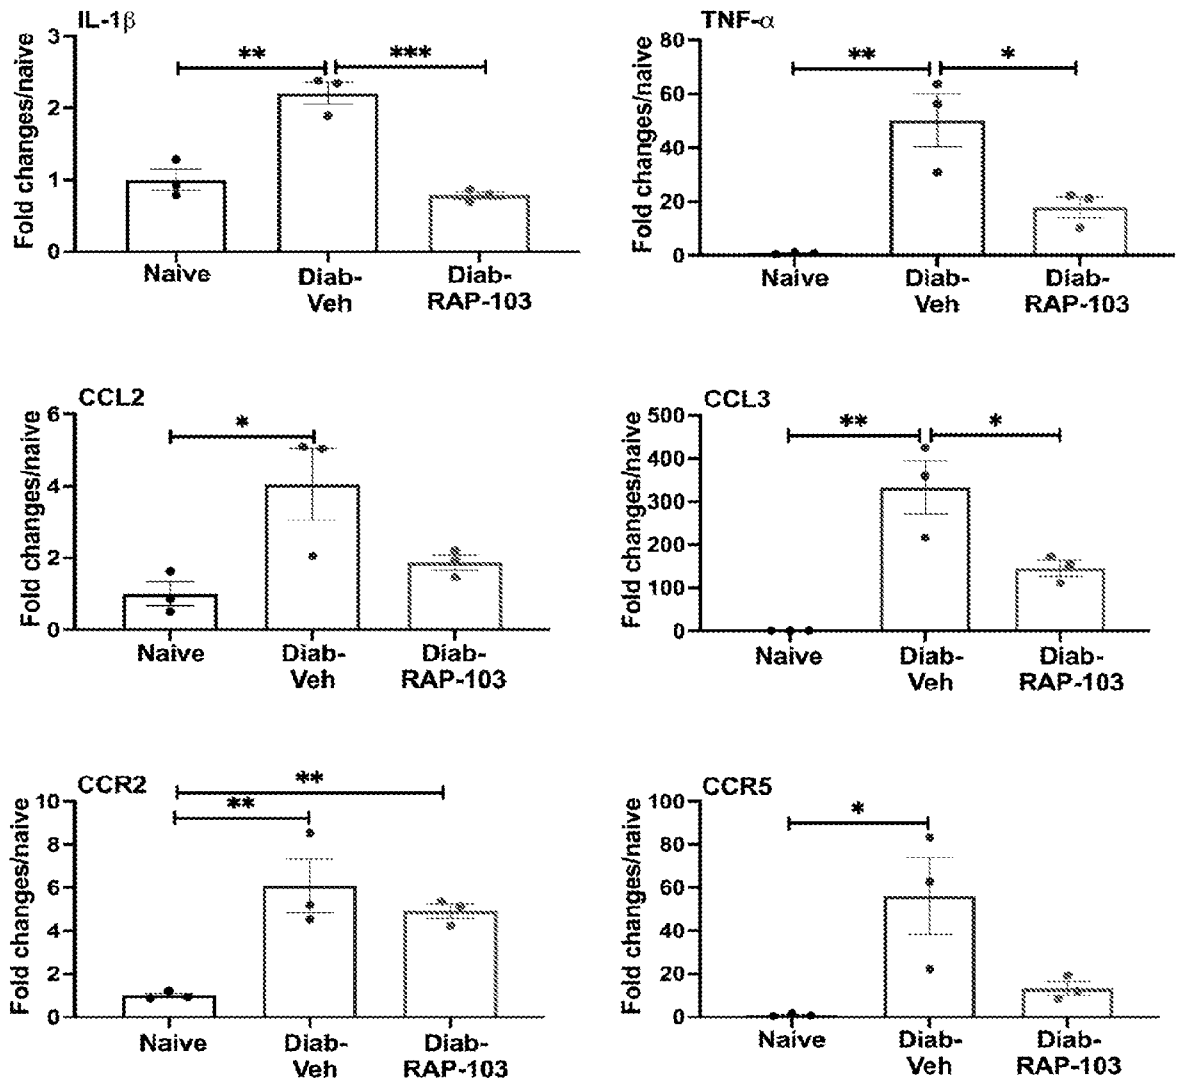 IL-1β
Fold changes/naive
3
2
1
0
**
***
Naive
Diab-
Veh
Diab-
RAP-103
TNF-α
Fold changes/naive
80
60
40
20
0
**
*
Naive
Diab-
Veh
Diab-
RAP-103
CCL2
Fold changes/naive
6
4
2
0
*
Naive
Diab-
Veh
Diab-
RAP-103
CCL3
Fold changes/naive
500
400
300
200
100
0
**
*
Naive
Diab-
Veh
Diab-
RAP-103
CCR2
Fold changes/naive
10
8
6
4
2
0
**
**
Naive
Diab-
Veh
Diab-
RAP-103
CCR5
Fold changes/naive
100
80
60
40
20
0
*
Naive
Diab-
Veh
Diab-
RAP-103